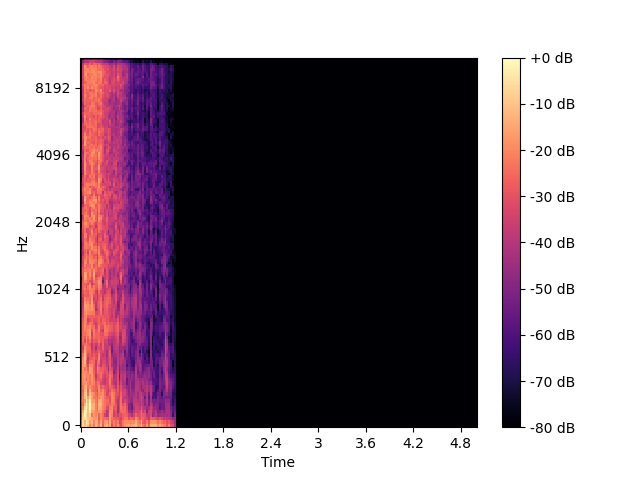 +0 dB
8192
-10 dB
4096
-20 dB
-30 dB
2048
Hz
-40 dB
1024
-50 dB
-60 dB
512
-70 dB
0
-80 dB
0 0.6 1.2 1.8 2.4 3 3.6 4.2 4.8
Time